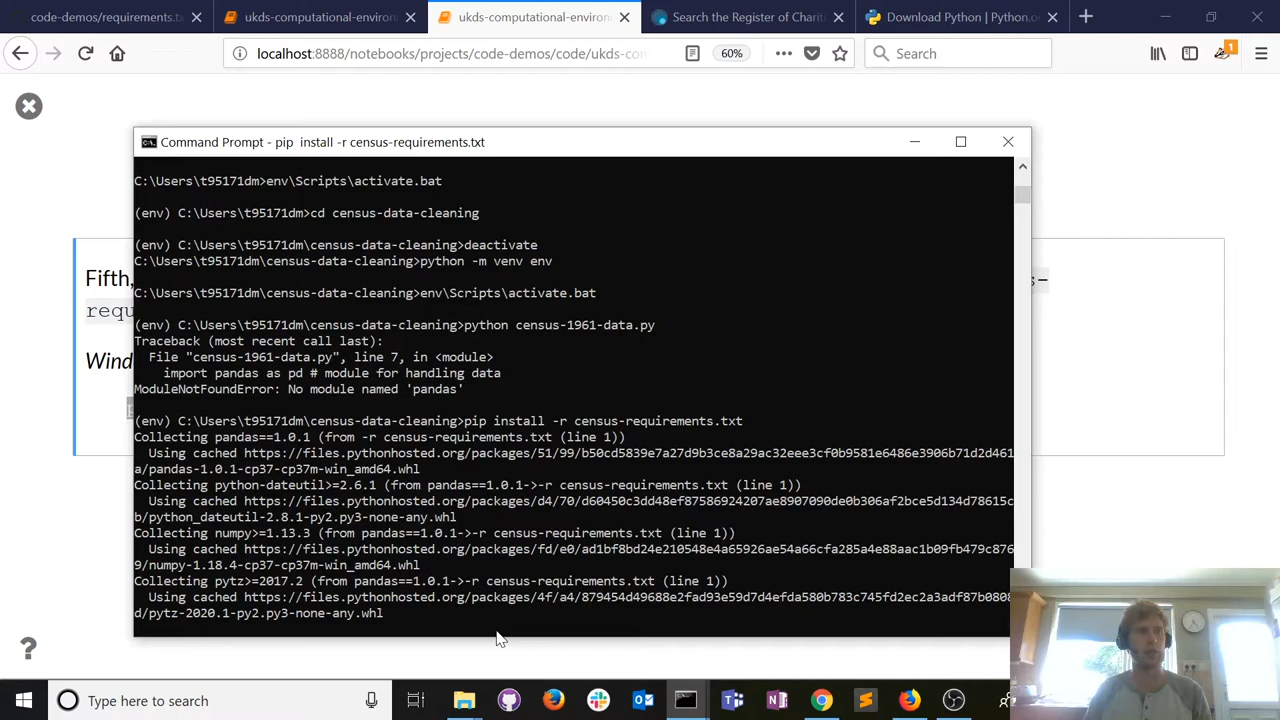 code-demos/requirements.tx
ukds-computational-environ
ukds-computational-environ
Search the Register of Chariti
Download Python | Python.o
localhost:8888/notebooks/projects/code-demos/code/ukds-co
60%
Search
1
Command Prompt - pip  install -r census-requirements.txt
C:\Users\t95171dm>env\Scripts\activate.bat
(env) C:\Users\t95171dm>cd census-data-cleaning
(env) C:\Users\t95171dm\census-data-cleaning>deactivate
C:\Users\t95171dm\census-data-cleaning>python -m venv env
C:\Users\t95171dm\census-data-cleaning>env\Scripts\activate.bat
(env) C:\Users\t95171dm\census-data-cleaning>python census-1961-data.py
Traceback (most recent call last):
  File "census-1961-data.py", line 7, in <module>
    import pandas as pd # module for handling data
ModuleNotFoundError: No module named 'pandas'
(env) C:\Users\t95171dm\census-data-cleaning>pip install -r census-requirements.txt
Collecting pandas==1.0.1 (from -r census-requirements.txt (line 1))
  Using cached https://files.pythonhosted.org/packages/51/99/b50cd5839e7a27d9b3ce8a29ac32eee3cf0b9581e6486e3906b71d2d461
a/pandas-1.0.1-cp37-cp37m-win_amd64.whl
Collecting python-dateutil>=2.6.1 (from pandas==1.0.1->-r census-requirements.txt (line 1))
  Using cached https://files.pythonhosted.org/packages/d4/70/d60450c3dd48ef87586924207ae8907090de0b306af2bce5d134d78615c
b/python_dateutil-2.8.1-py2.py3-none-any.whl
Collecting numpy>=1.13.3 (from pandas==1.0.1->-r census-requirements.txt (line 1))
  Using cached https://files.pythonhosted.org/packages/fd/e0/ad1bf8bd24e210548e4a65926ae54a66cfa285a4e88aac1b09fb479c876
9/numpy-1.18.4-cp37-cp37m-win_amd64.whl
Collecting pytz>=2017.2 (from pandas==1.0.1->-r census-requirements.txt (line 1))
  Using cached https://files.pythonhosted.org/packages/4f/a4/879454d49688e2fad93e59d7d4efda580b783c745fd2ec2a3adf87b0808
d/pytz-2020.1-py2.py3-none-any.whl
Fifth,
s-
requ
Wind
p
Type here to search